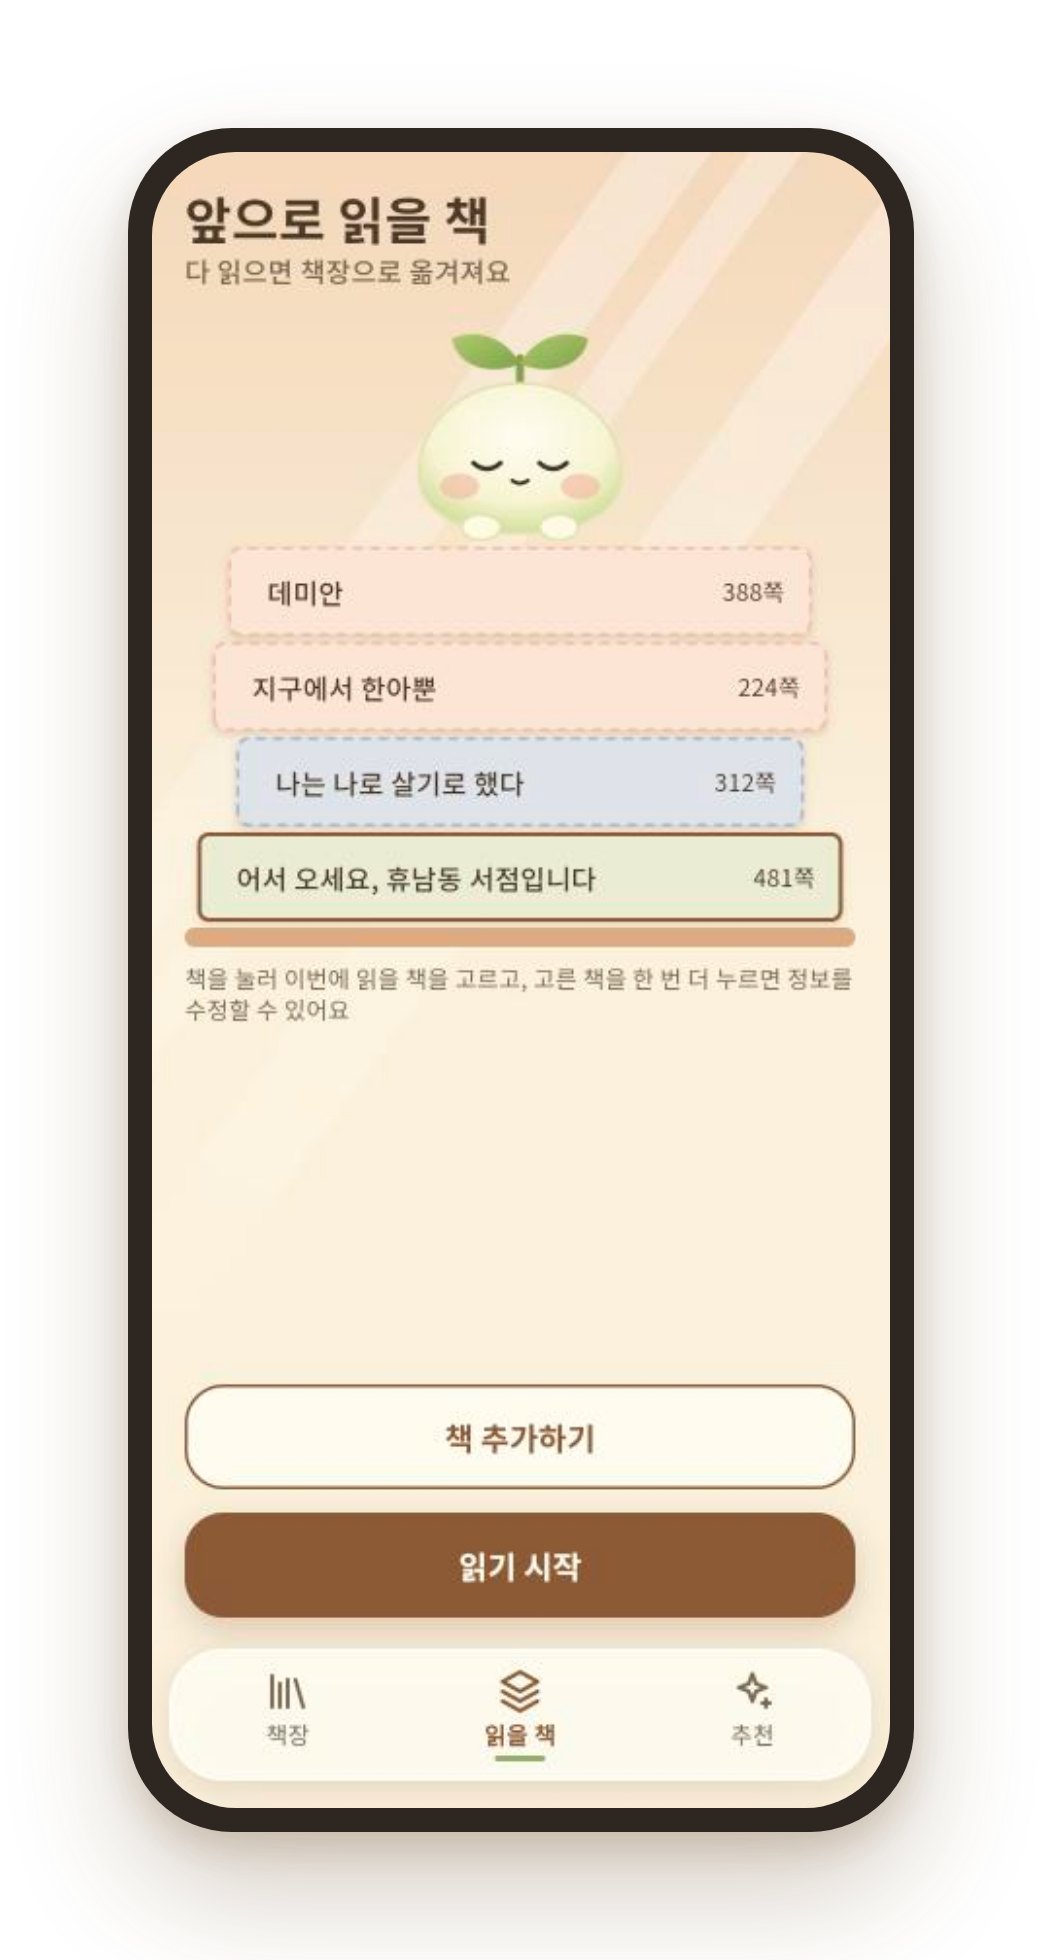 앞으로 읽을 책
다 읽으면 책장으로 옮겨져요
데미안 388쪽
지구에서 한아뿐 224쪽
나는 나로 살기로 했다 312쪽
어서 오세요, 휴남동 서점입니다 481쪽
책을 눌러 이번에 읽을 책을 고르고, 고른 책을 한 번 더 누르면 정보를
수정할 수 있어요
책 추가하기
읽기 시작
책장 읽을 책 추천